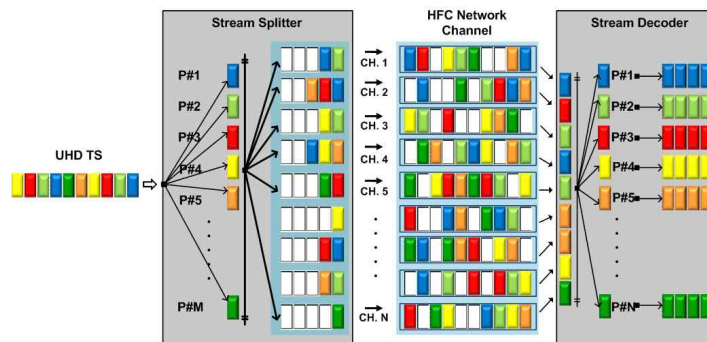 Stream Splitter
HFC Network
Channel
Stream Decoder
UHD TS
P#1
P#2
P#3
P#4
P#5
P#M
CH. 1
CH. 2
CH. 3
CH. 4
CH. 5
CH. N
P#1
P#2
P#3
P#4
P#5
P#N